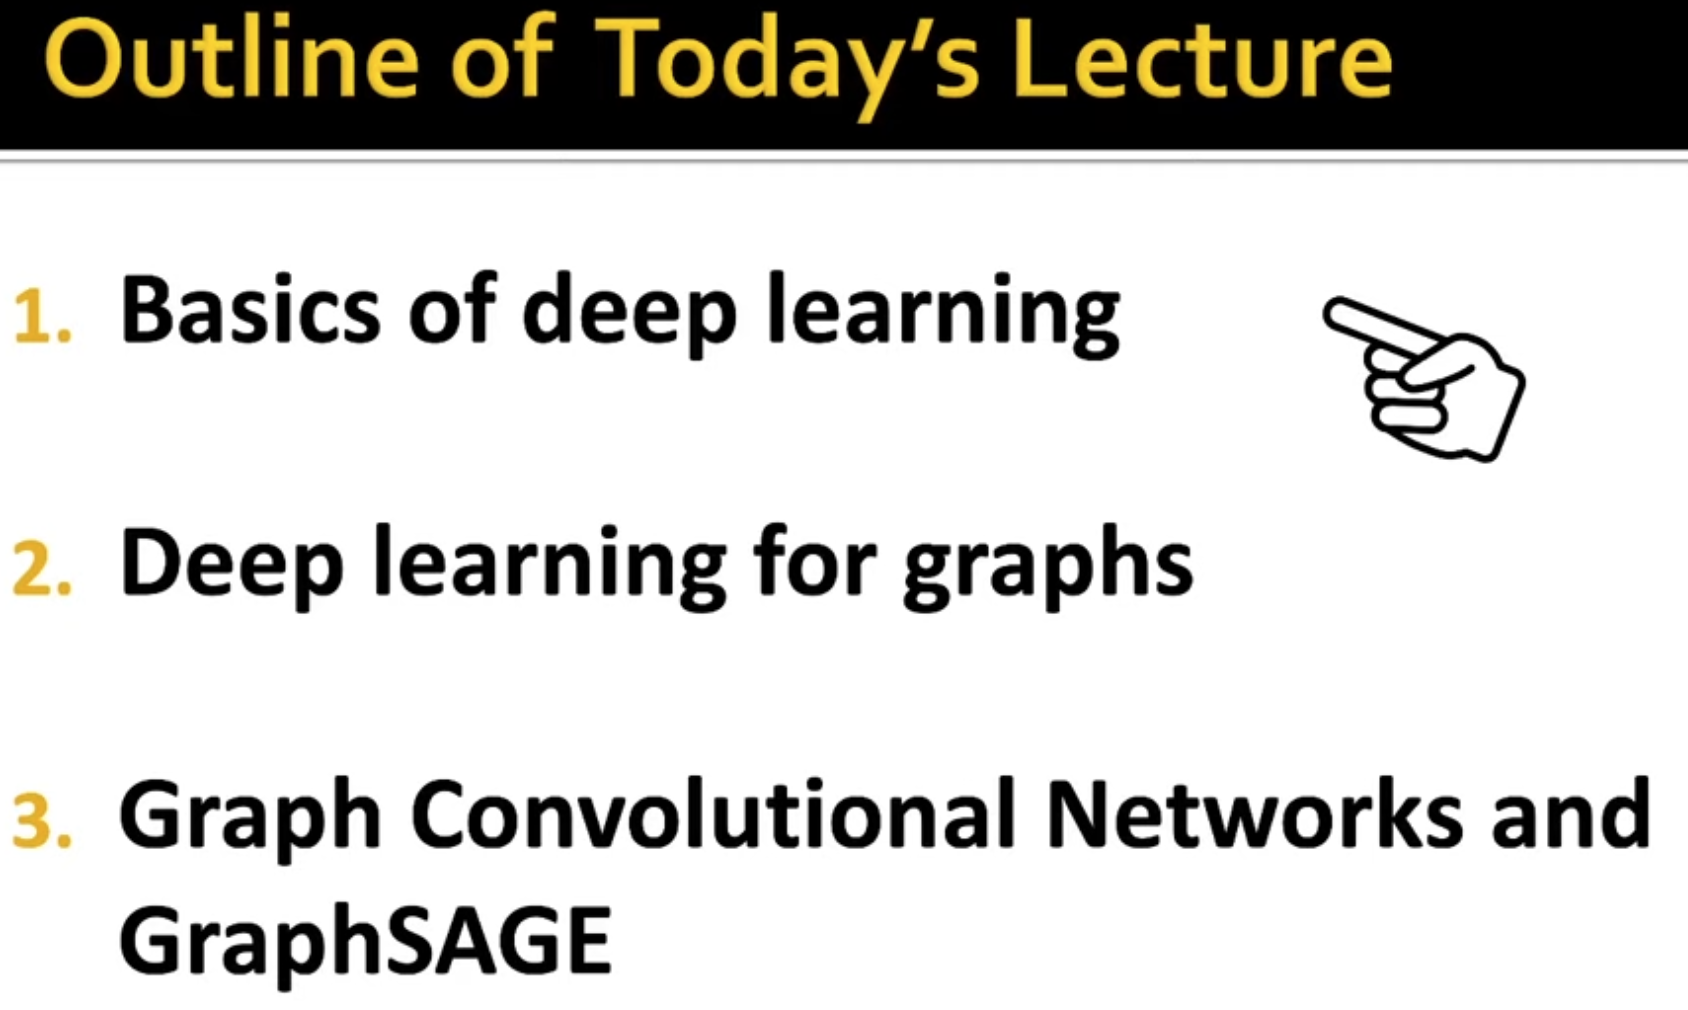 Outline of Today’s Lecture
1. Basics of deep learning
2. Deep learning for graphs
3. Graph Convolutional Networks and
GraphSAGE